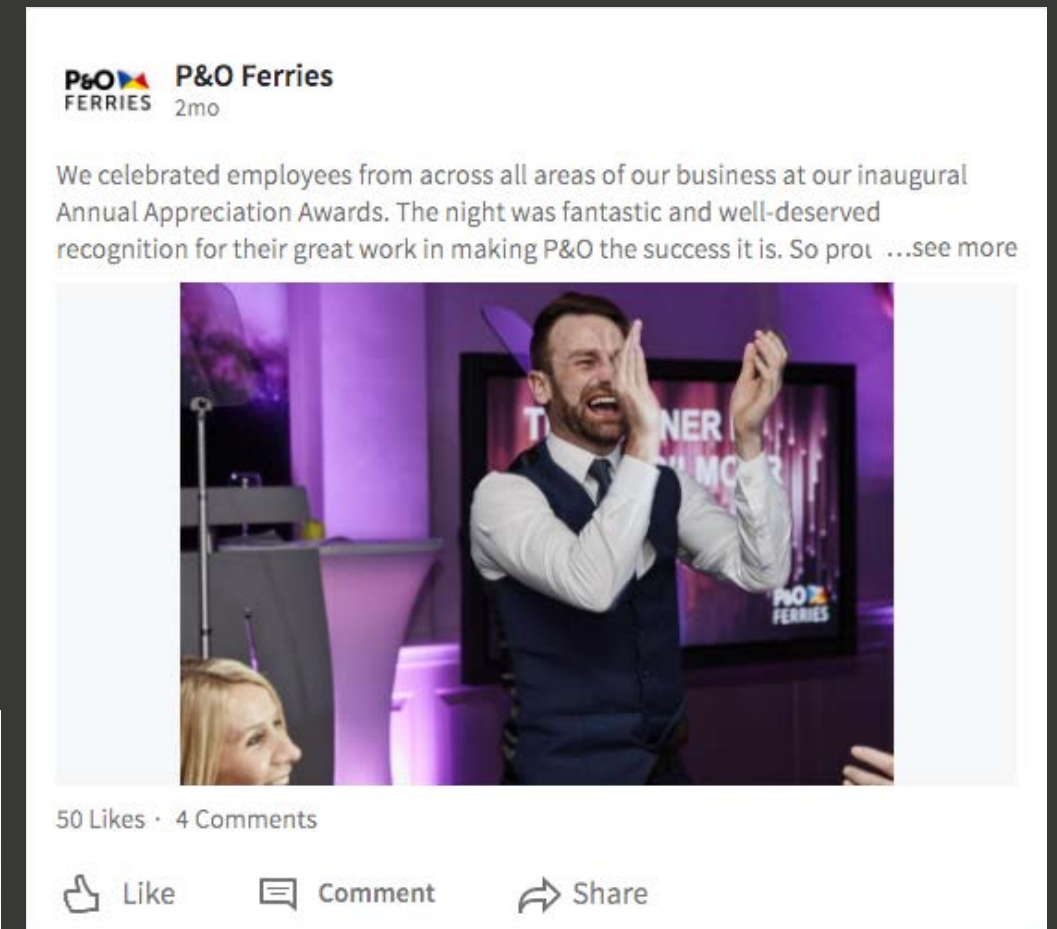 P&O
FERRIES
P&O Ferries
2mo
We celebrated employees from across all areas of our business at our inaugural
Annual Appreciation Awards. The night was fantastic and well-deserved
recognition for their great work in making P&O the success it is. So ...see more
P&O
FERRIES
50 Likes · 4 Comments
Like Comment Share